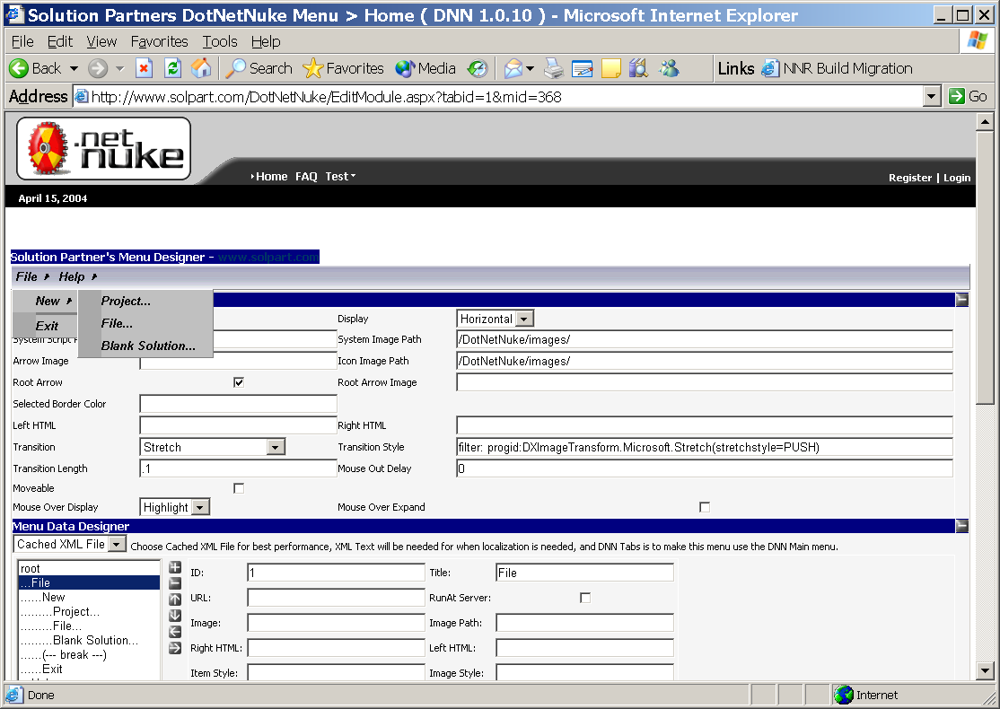 Solution Partners DotNetNuke Menu > Home ( DNN 1.0.10 ) - Microsoft Internet Explorer
File Edit View Favorites Tools Help
Back Search Favorites Media Links NNR Build Migration
Address http://www.solpart.com/DotNetNuke/EditModule.aspx?tabid=1&mid=368 Go
.net
nuke
Home FAQ Test
Register | Login
April 15, 2004
Solution Partner's Menu Designer - www.solpart.com
File Help
New Project...
Exit File...
Blank Solution...
Display Horizontal
System Script System Image Path /DotNetNuke/images/
Arrow Image Icon Image Path /DotNetNuke/images/
Root Arrow Root Arrow Image
Selected Border Color
Left HTML Right HTML
Transition Stretch Transition Style filter: progid:DXImageTransform.Microsoft.Stretch(stretchstyle=PUSH)
Transition Length .1 Mouse Out Delay 0
Moveable
Mouse Over Display Highlight Mouse Over Expand
Menu Data Designer
Cached XML File Choose Cached XML File for best performance, XML Text will be needed for when localization is needed, and DNN Tabs is to make this menu use the DNN Main menu.
root
...File
......New
.........Project...
.........File...
.........Blank Solution...
......(--- break ---)
......Exit
ID: 1 Title: File
URL: RunAt Server:
Image: Image Path:
Right HTML: Left HTML:
Item Style: Image Style:
Done Internet